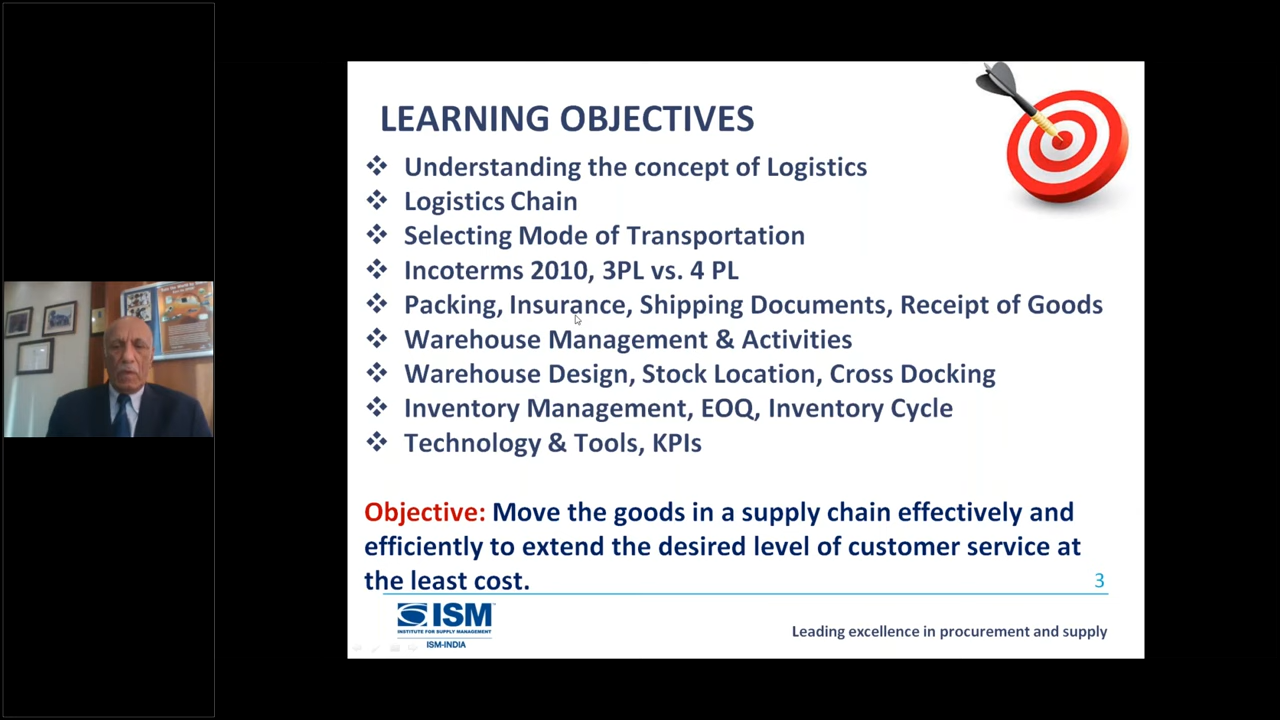 LEARNING OBJECTIVES
Understanding the concept of Logistics
Logistics Chain
Selecting Mode of Transportation
Incoterms 2010, 3PL vs. 4 PL
Packing, Insurance, Shipping Documents, Receipt of Goods
Warehouse Management & Activities
Warehouse Design, Stock Location, Cross Docking
Inventory Management, EOQ, Inventory Cycle
Technology & Tools, KPIs
Objective: Move the goods in a supply chain effectively and
efficiently to extend the desired level of customer service at
the least cost.
3
ISM
INSTITUTE FOR SUPPLY MANAGEMENT
ISM-INDIA
Leading excellence in procurement and supply